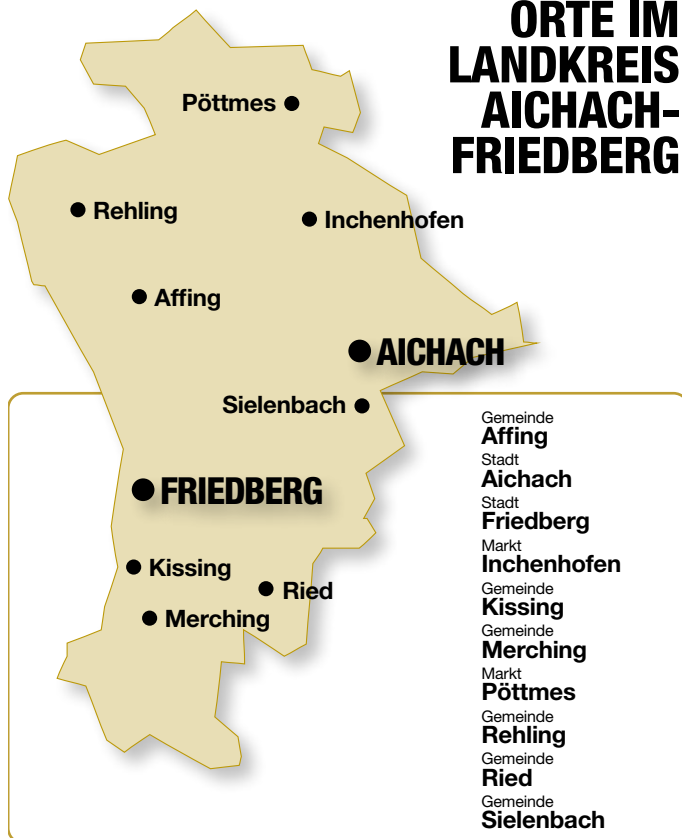 ORTE IM
LANDKREIS
AICHACH-
FRIEDBERG
Pöttmes
Rehling
Inchenhofen
Affing
AICHACH
Sielenbach
FRIEDBERG
Kissing
Ried
Merching
Gemeinde
Affing
Stadt
Aichach
Stadt
Friedberg
Markt
Inchenhofen
Gemeinde
Kissing
Gemeinde
Merching
Markt
Pöttmes
Gemeinde
Rehling
Gemeinde
Ried
Gemeinde
Sielenbach